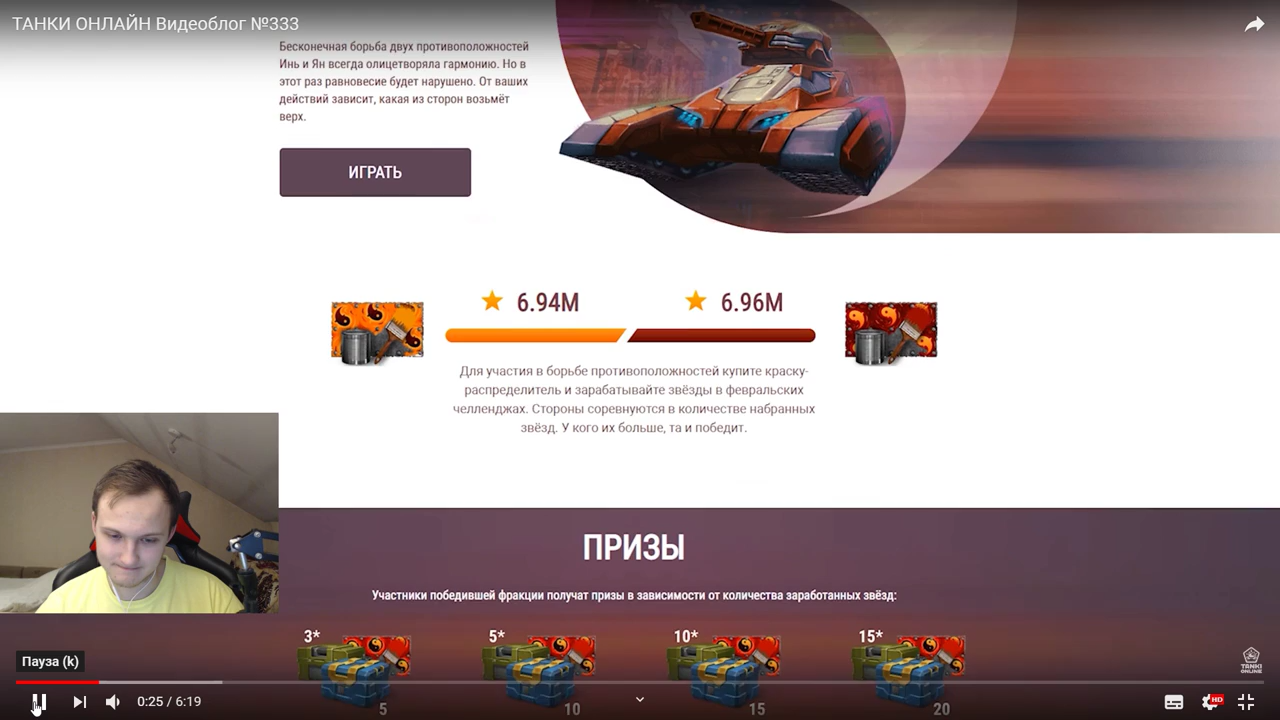 ТАНКИ ОНЛАЙН Видеоблог №333
Бесконечная борьба двух противоположностей
Инь и Ян всегда олицетворяла гармонию. Но в
этот раз равновесие будет нарушено. От ваших
действий зависит, какая из сторон возьмёт
верх.
ИГРАТЬ
6.94M 6.96M
Для участия в борьбе противоположностей купите краску-
распределитель и зарабатывайте звёзды в февральских
челленджах. Стороны соревнуются в количестве набранных
звёзд. У кого их больше, та и победит.
ПРИЗЫ
Участники победившей фракции получат призы в зависимости от количества заработанных звёзд:
3* 5* 10* 15*
5 10 15 20
Пауза (k)
0:25 / 6:19
HD
TANKI
ONLINE